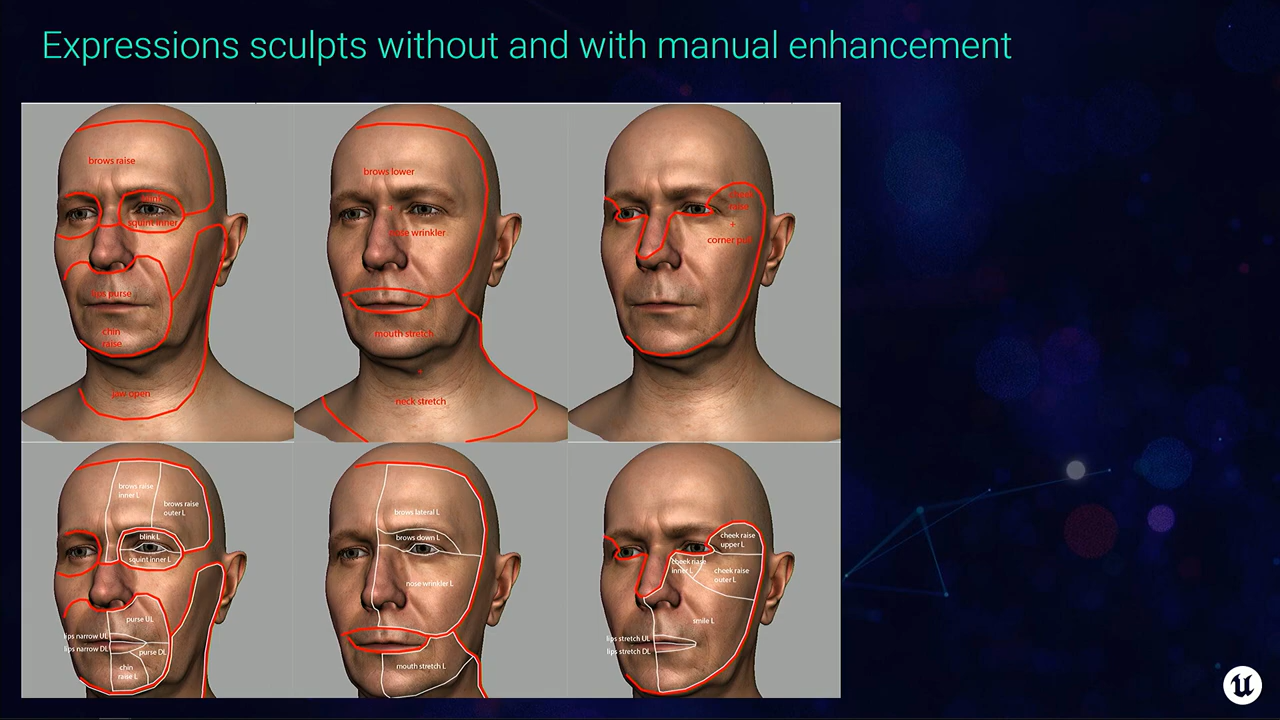 Expressions sculpts without and with manual enhancement
brows raise
blink
squint inner
lips purse
chin
raise
jaw open
brows lower
nose wrinkler
mouth stretch
+
neck stretch
cheek
raise
+
corner pull
brows raise
inner L
brows raise
outer L
blink L
squint inner L
purse UL
lips narrow UL
lips narrow DL
purse DL
chin
raise L
brows lateral L
brows down L
nose wrinkler L
mouth stretch L
cheek raise
upper L
cheek riase
inner L
cheek raise
outer L
smile L
lips stretch UL
lips stretch DL